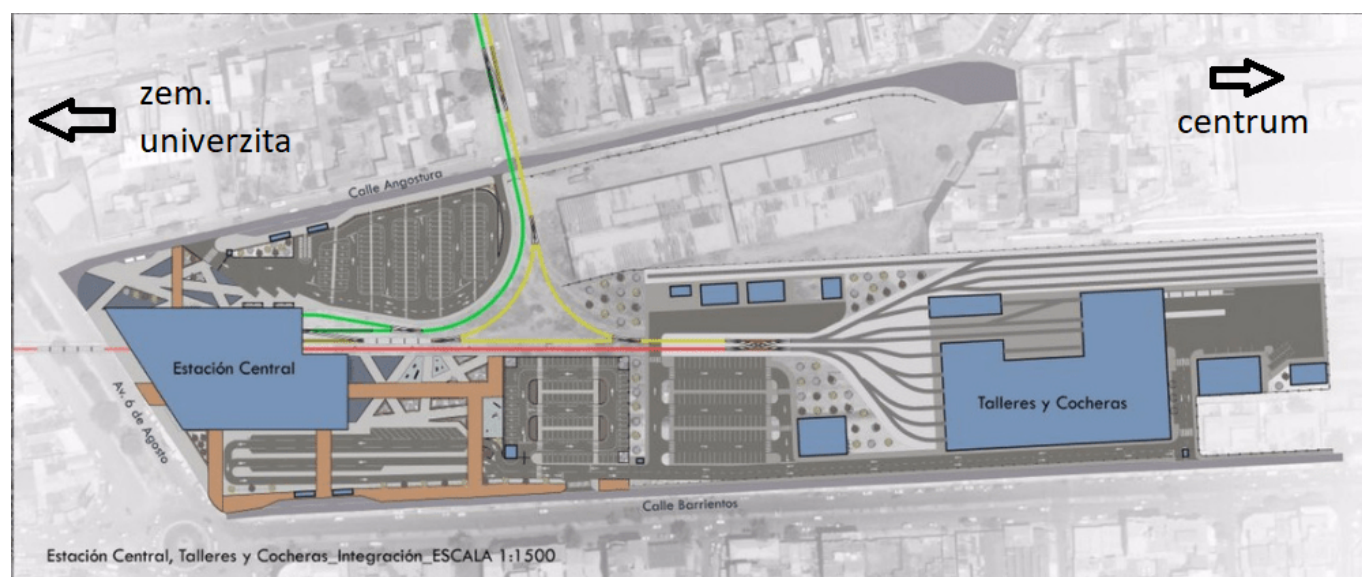 zem.
univerzita
centrum
Calle Angostura
Estación Central
Av. 6 de Agosto
Talleres y Cocheras
Calle Barrientos
Estación Central, Talleres y Cocheras_Integración_ESCALA 1:1500